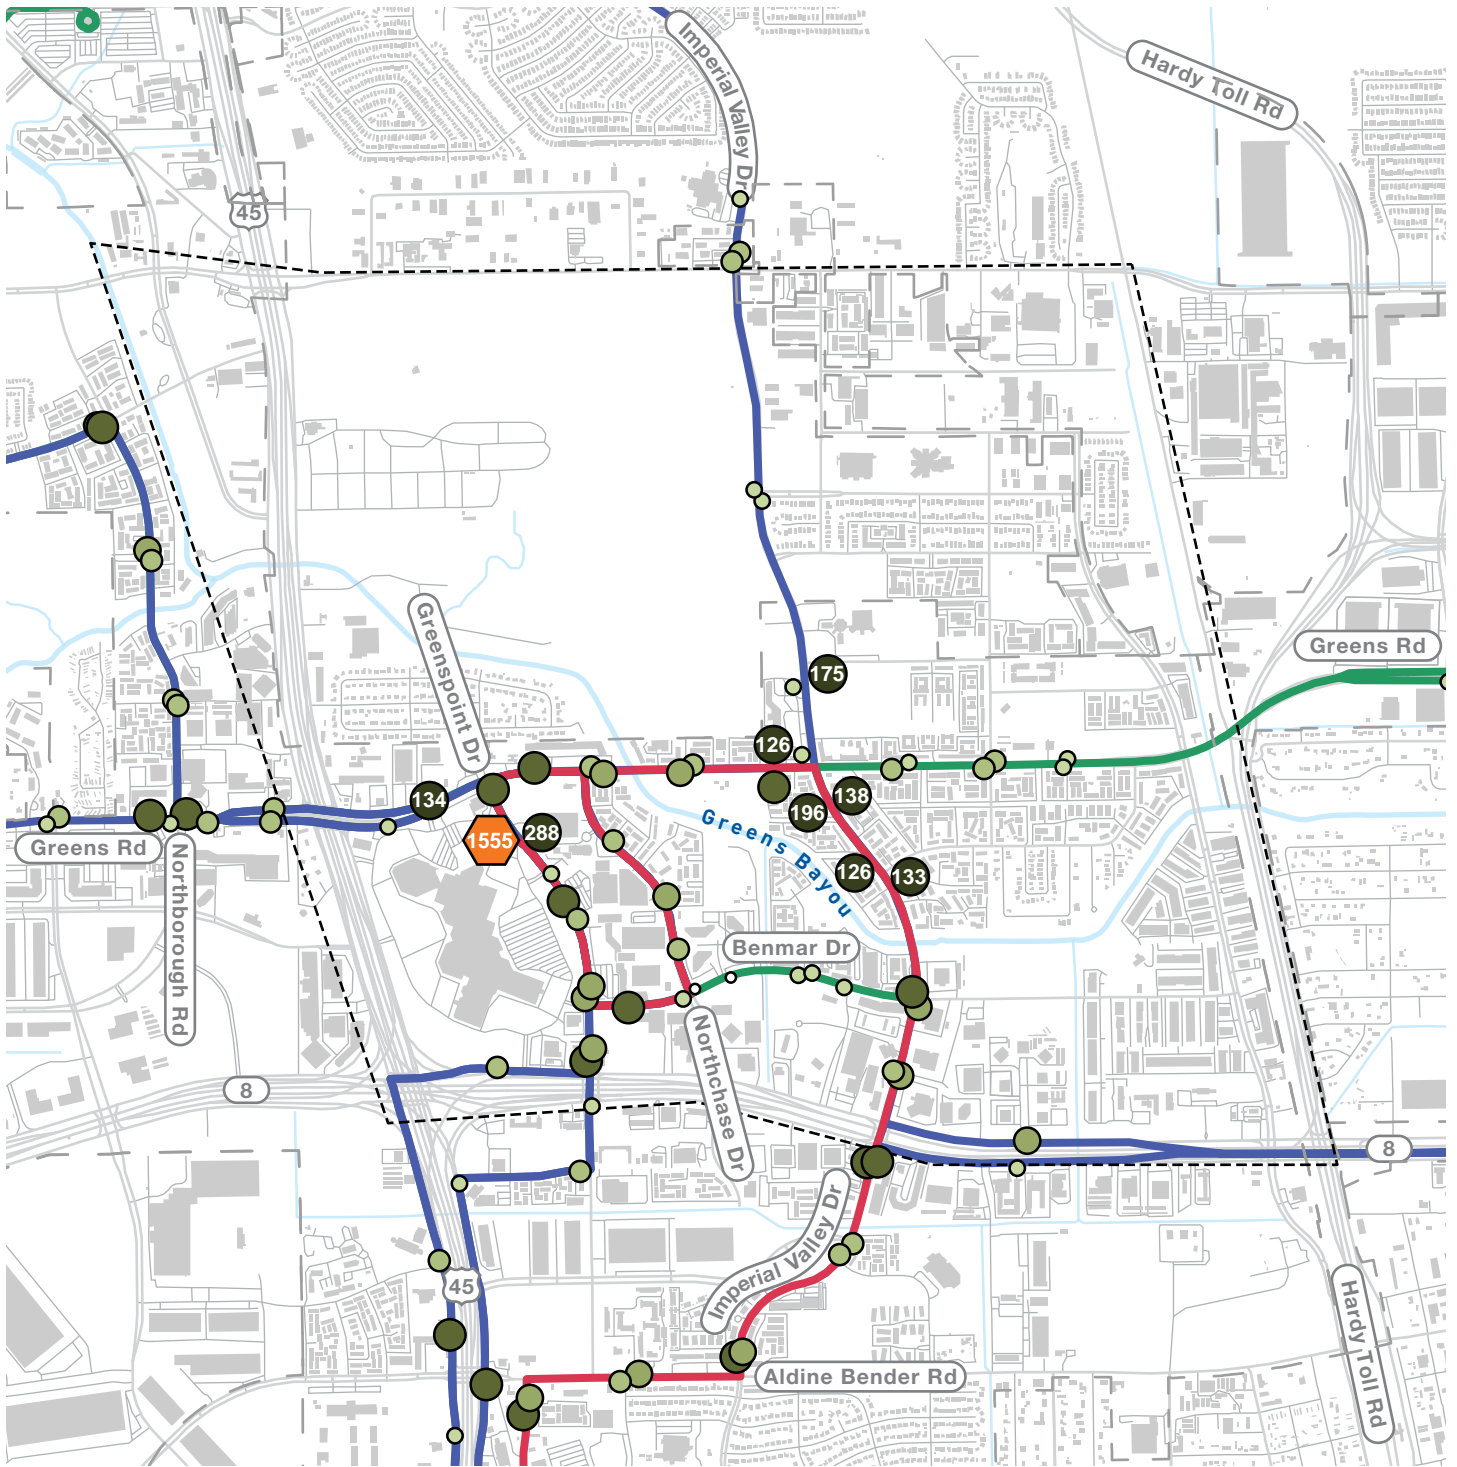 Imperial Valley Dr
Hardy Toll Rd
45
Greens Rd
Greenspoint Dr
175
126
134
138
196
1555
288
Greens Bayou
Greens Rd
126
133
Northborough Rd
Benmar Dr
Northchase Dr
8
8
Imperial Valley Dr
45
Hardy Toll Rd
Aldine Bender Rd